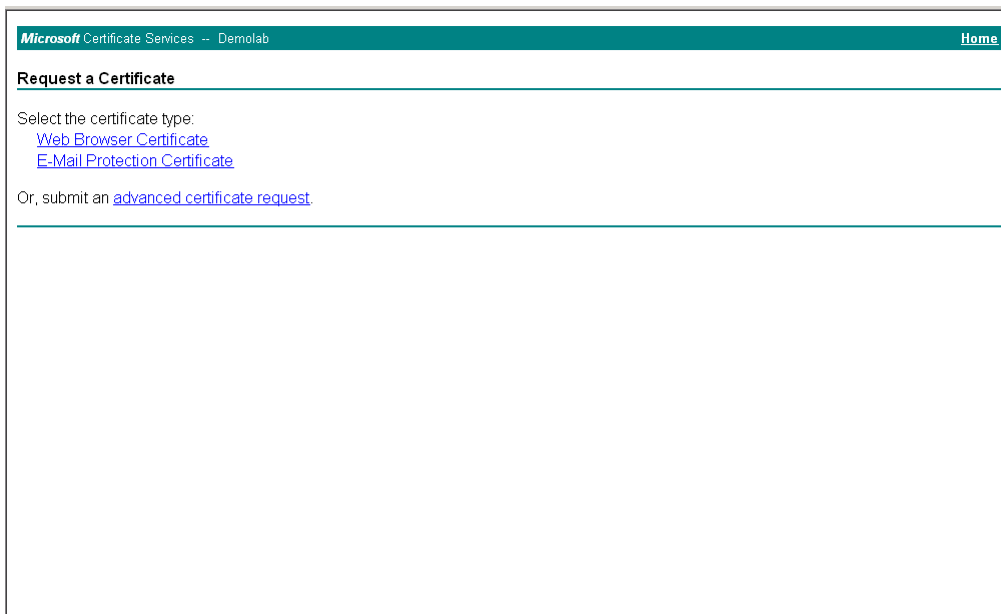 Microsoft Certificate Services -- Demolab Home
Request a Certificate
Select the certificate type:
Web Browser Certificate
E-Mail Protection Certificate
Or, submit an advanced certificate request.